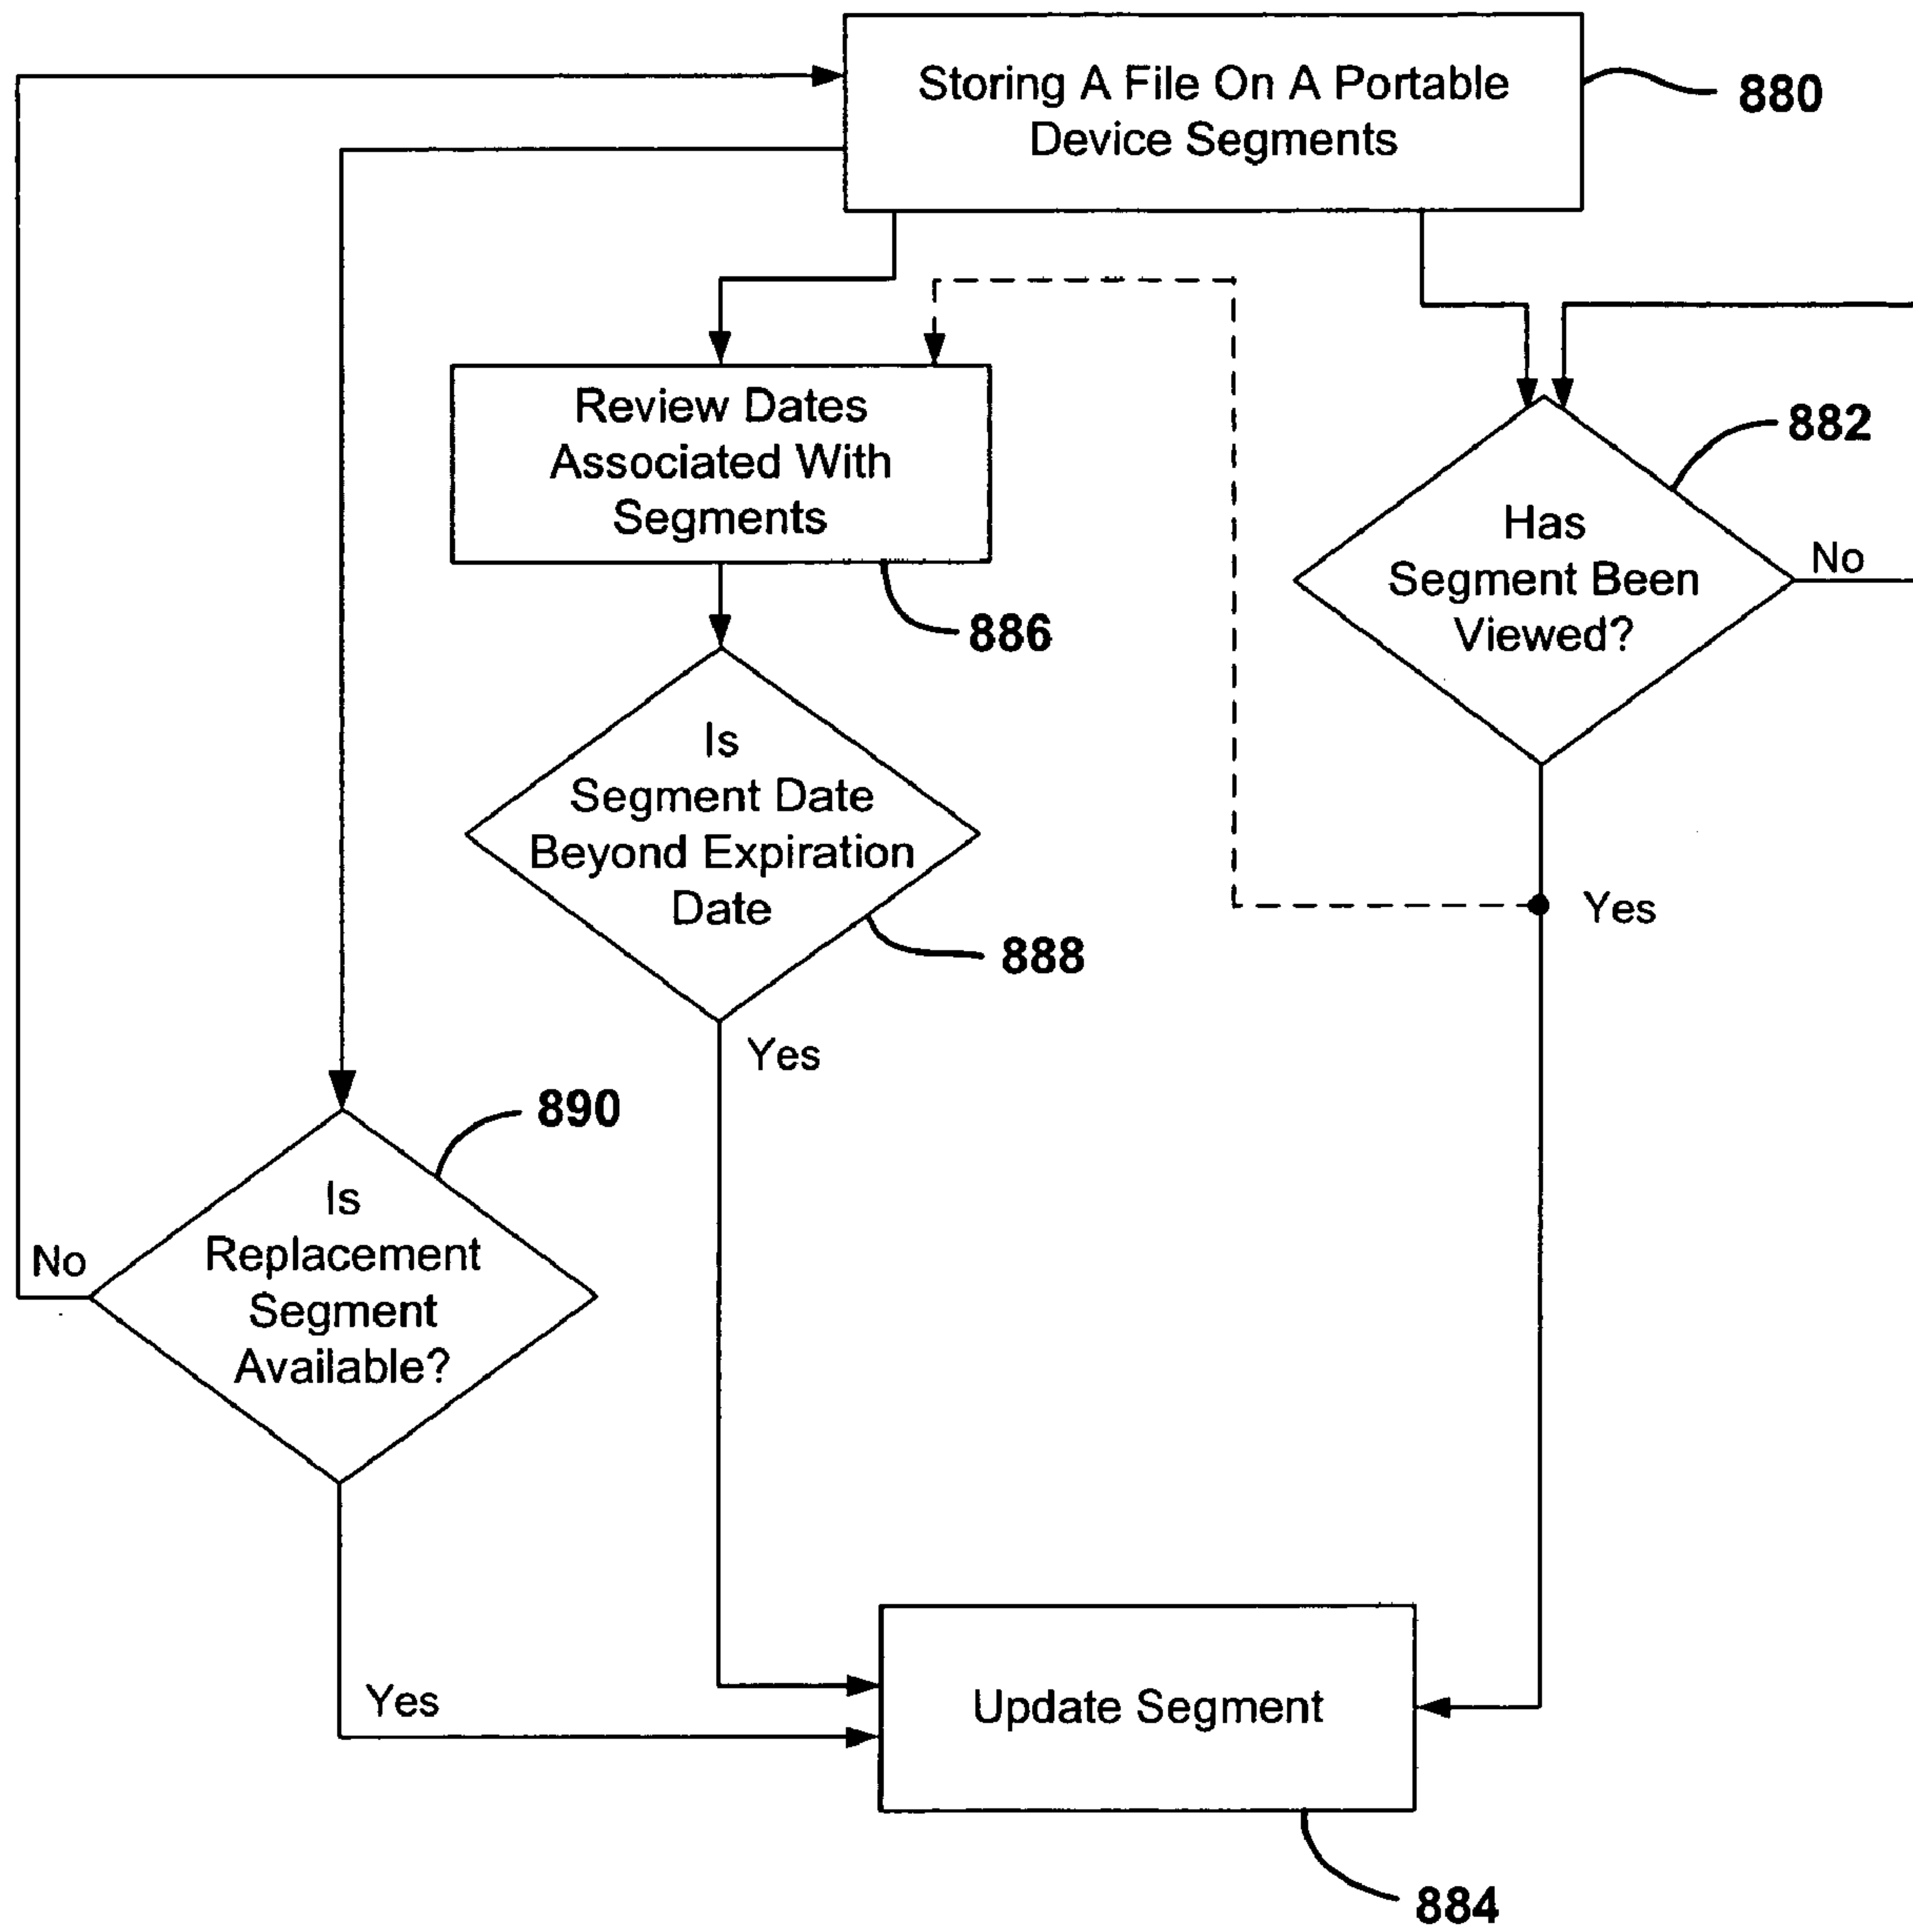 Storing A File On A Portable
Device Segments
880
Review Dates
Associated With
Segments
886
882
Has
Segment Been
Viewed?
No
Is
Segment Date
Beyond Expiration
Date
888
Yes
Yes
890
Is
Replacement
Segment
Available?
No
Yes
Update Segment
884